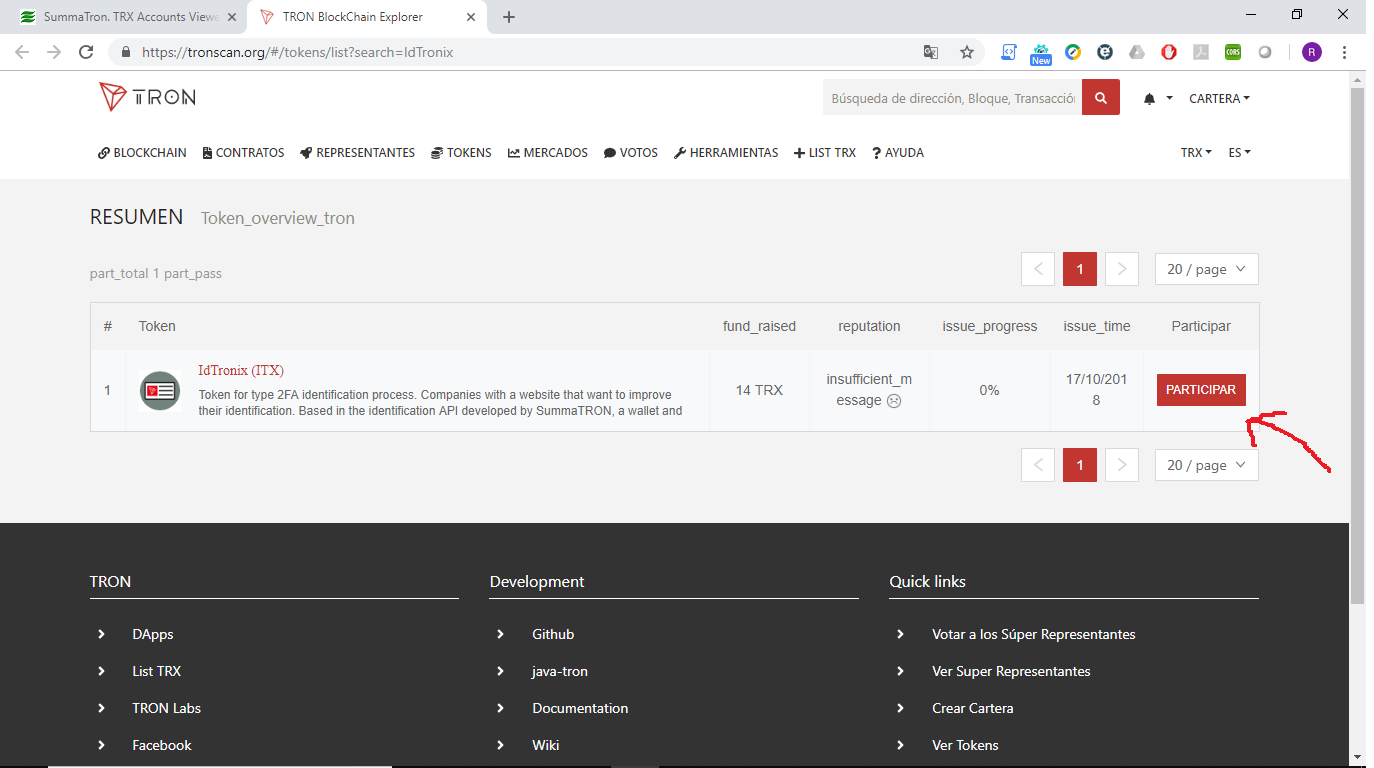 SummaTron. TRX Accounts Viewe
TRON BlockChain Explorer
https://tronscan.org/#/tokens/list?search=IdTronix
New
CORS
R
TRON
Búsqueda de dirección, Bloque, Transacción
CARTERA
BLOCKCHAIN
CONTRATOS
REPRESENTANTES
TOKENS
MERCADOS
VOTOS
HERRAMIENTAS
LIST TRX
AYUDA
TRX
ES
RESUMEN Token_overview_tron
part_total 1 part_pass
1
20 / page
# Token fund_raised reputation issue_progress issue_time Participar
1
IdTronix (ITX)
Token for type 2FA identification process. Companies with a website that want to improve
their identification. Based in the identification API developed by SummaTRON, a wallet and
14 TRX
insufficient_m
essage
0%
17/10/201
8
PARTICIPAR
1
20 / page
TRON
DApps
List TRX
TRON Labs
Facebook
Development
Github
java-tron
Documentation
Wiki
Quick links
Votar a los Súper Representantes
Ver Super Representantes
Crear Cartera
Ver Tokens